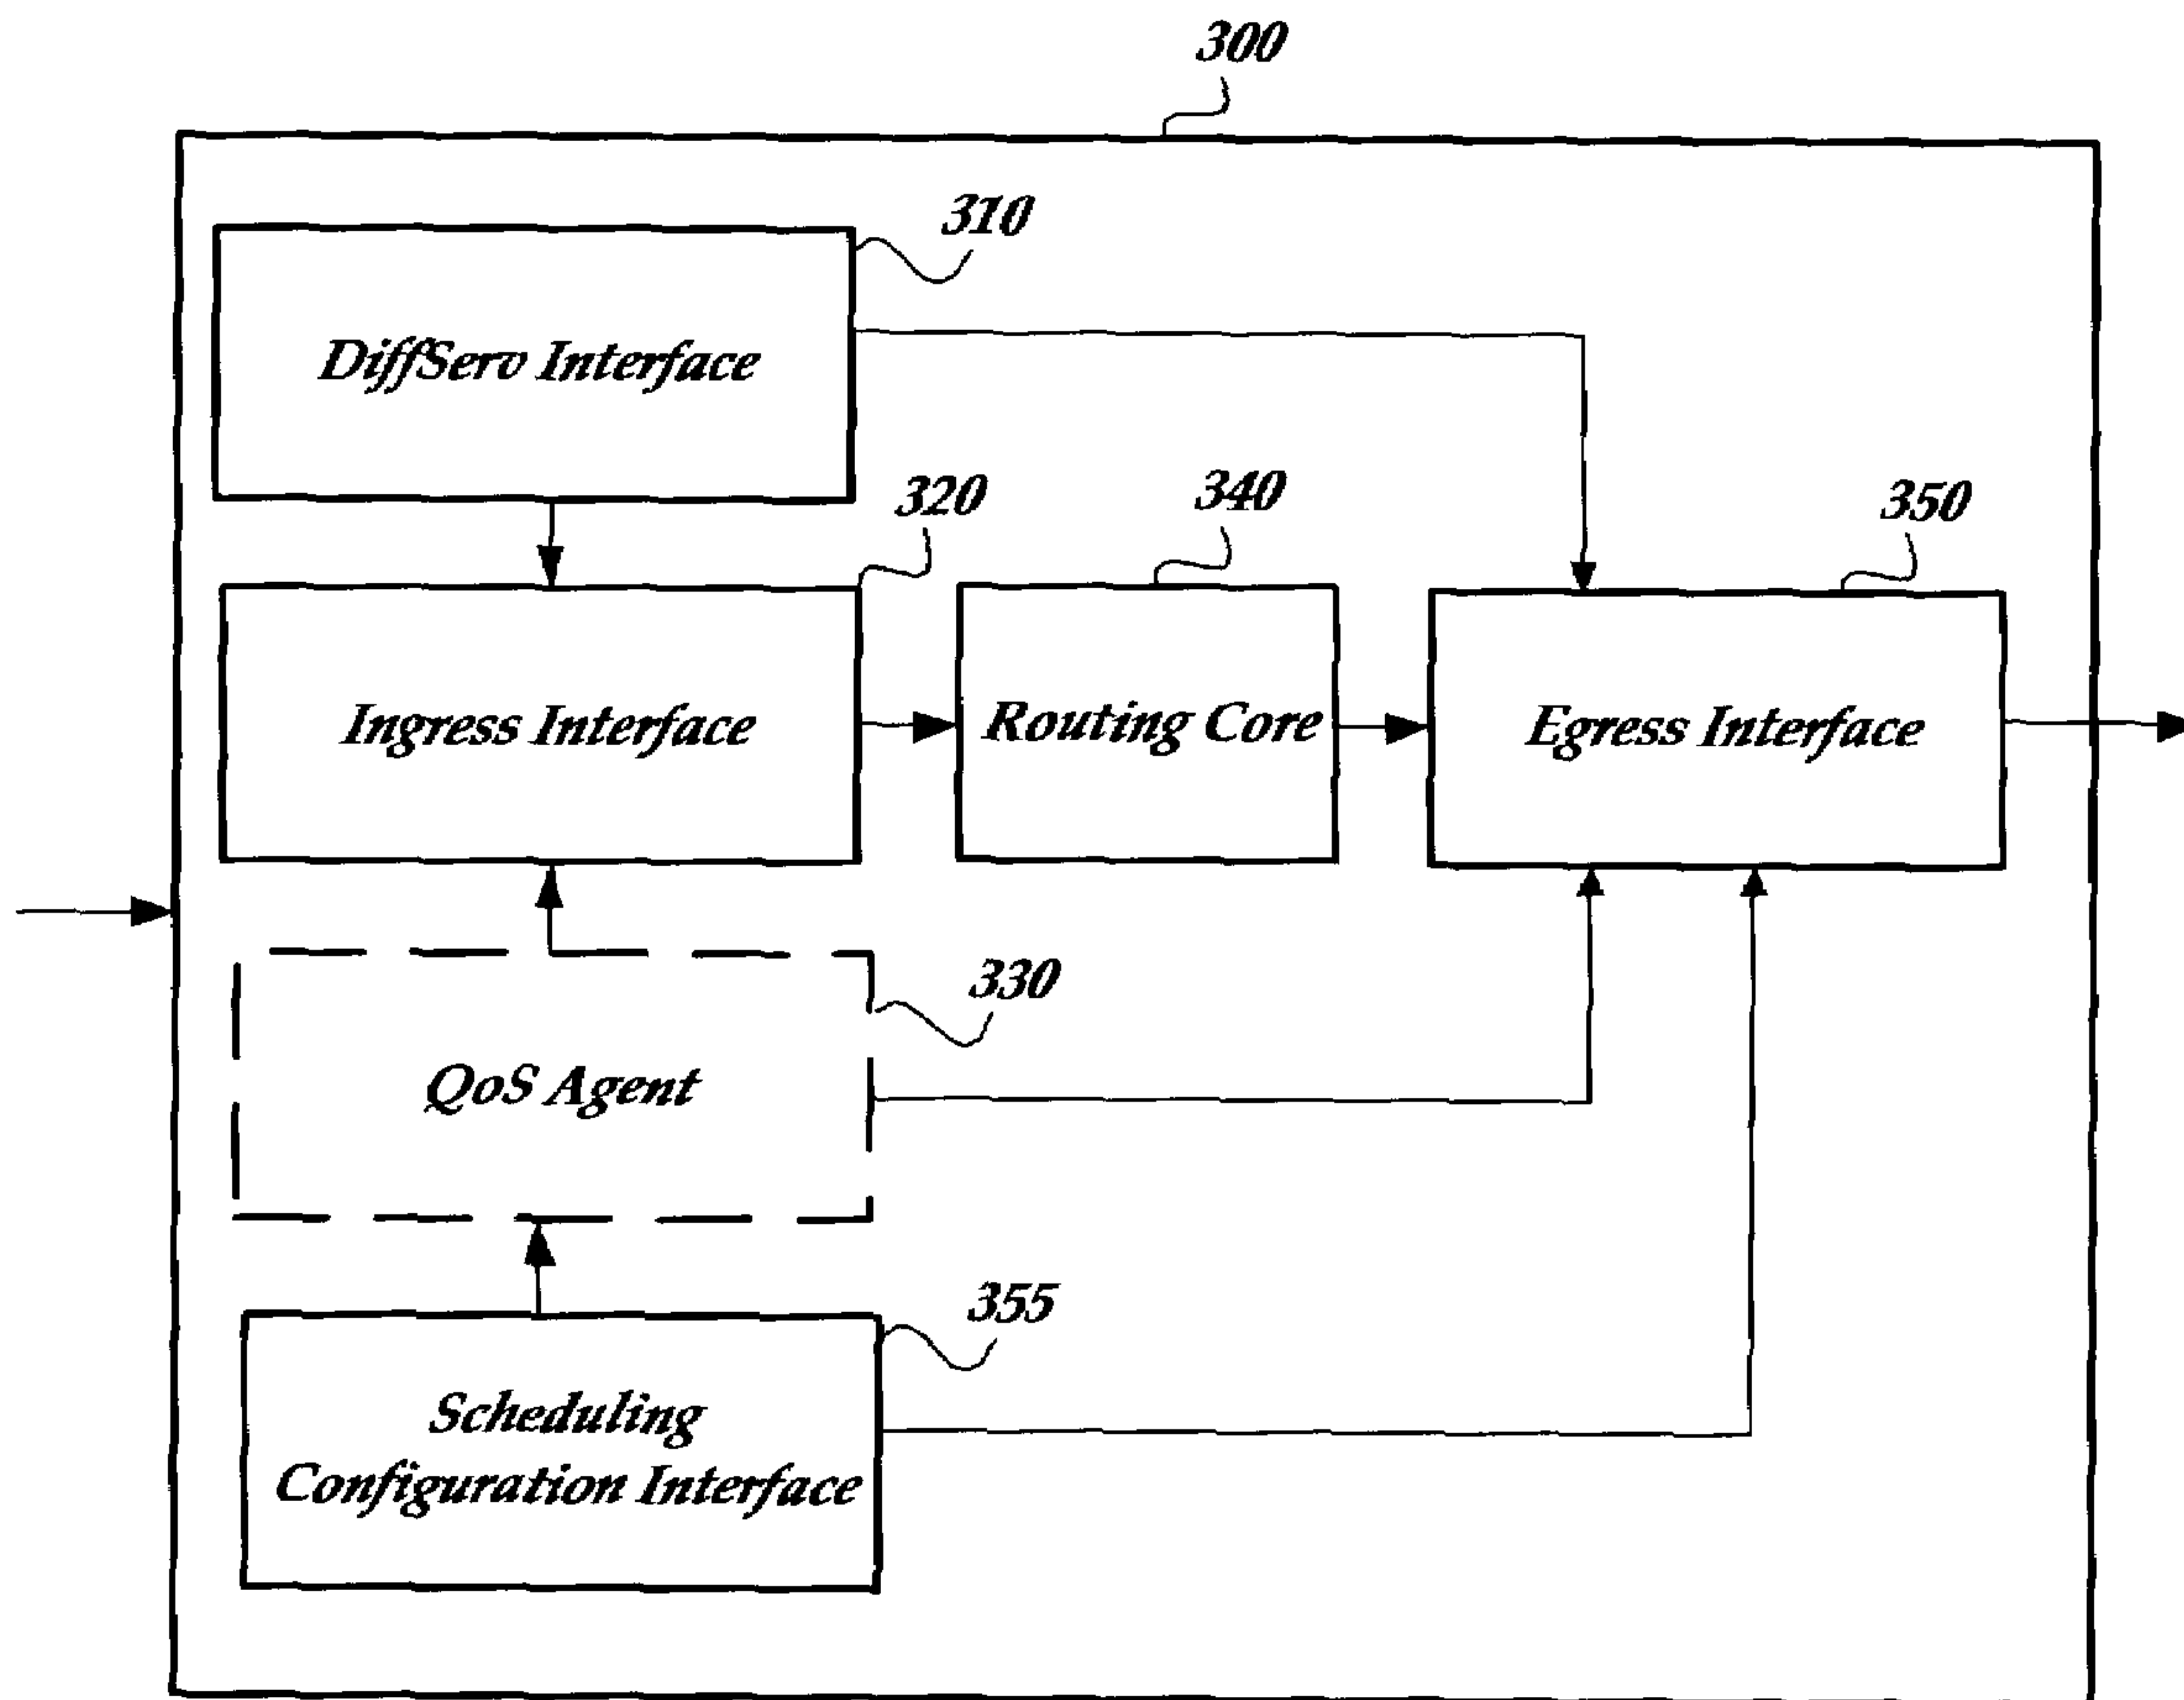 300
310
DiffServ Interface
320
340
350
Ingress Interface
Routing Core
Egress Interface
330
QoS Agent
355
Scheduling
Configuration Interface